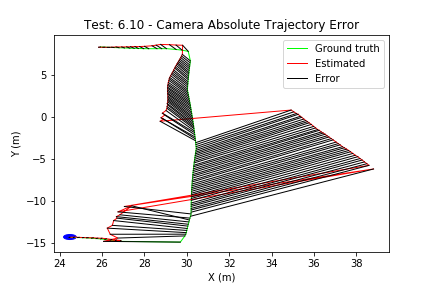 Test: 6.10 - Camera Absolute Trajectory Error
Ground truth
Estimated
Error
Y (m)
5
0
−5
−10
−15
24 26 28 30 32 34 36 38
X (m)